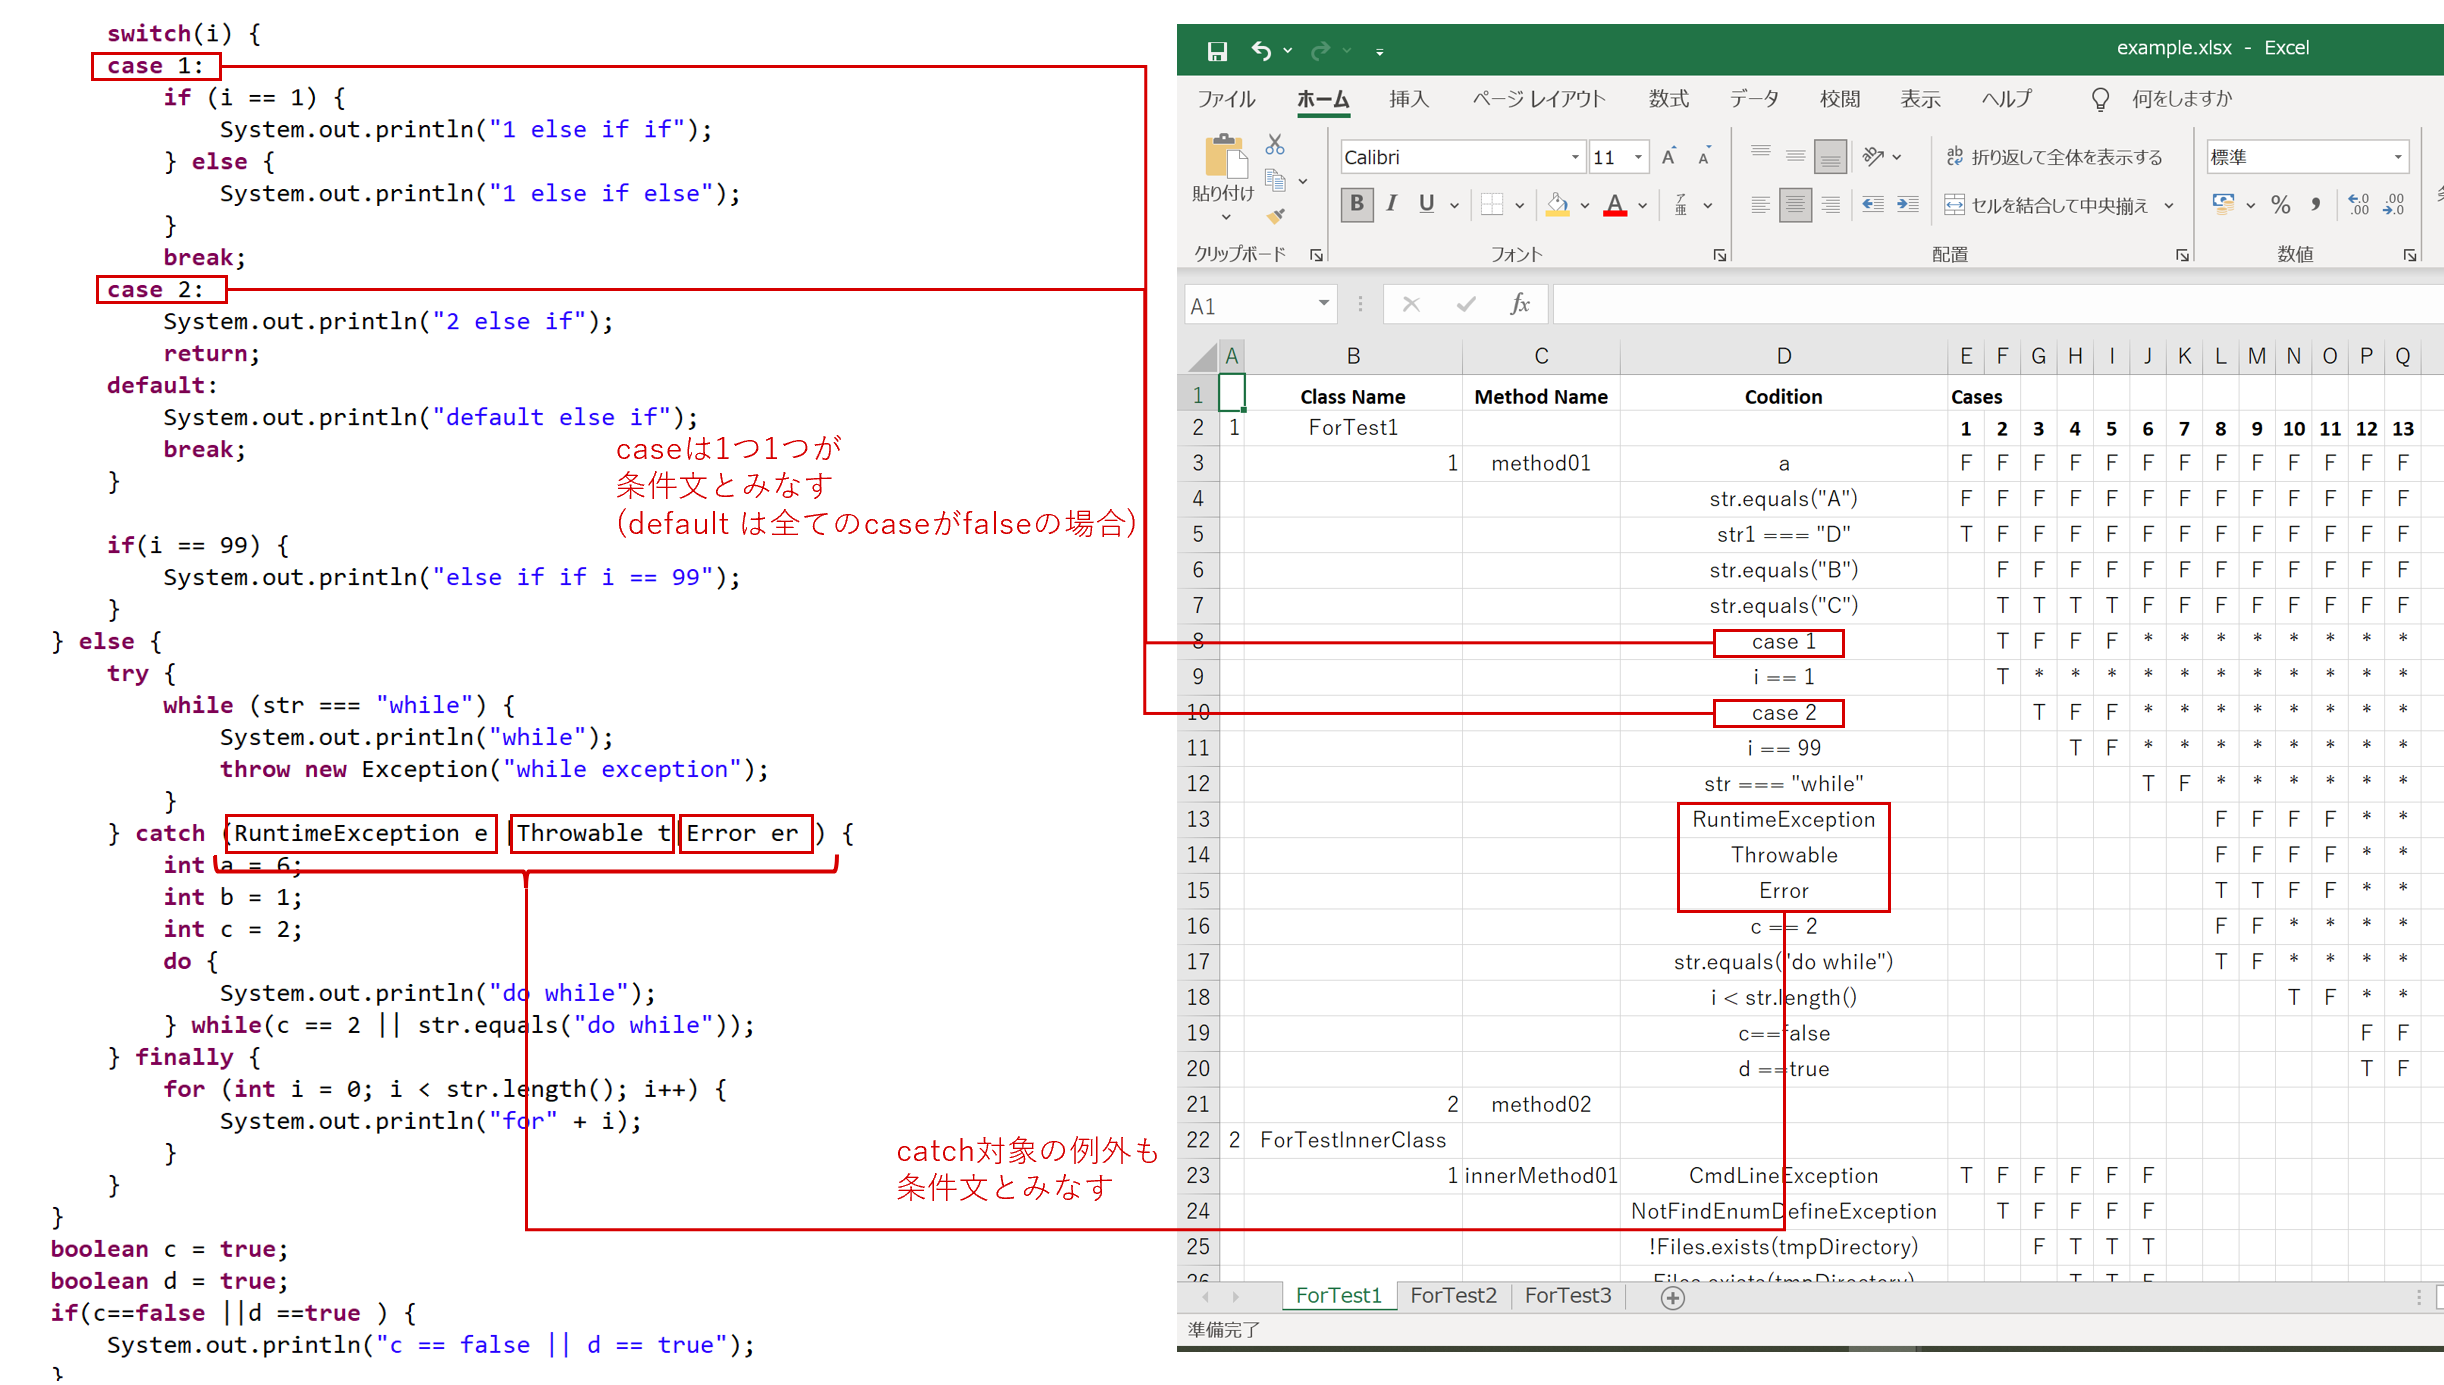 switch(i) {
case 1:
if (i == 1) {
System.out.println("1 else if if");
} else {
System.out.println("1 else if else");
}
break;
case 2:
System.out.println("2 else if");
return;
default:
System.out.println("default else if");
break;
}
if(i == 99) {
System.out.println("else if if i == 99");
}
} else {
try {
while (str === "while") {
System.out.println("while");
throw new Exception("while exception");
}
} catch (RuntimeException e |Throwable t|Error er ) {
int a = 6;
int b = 1;
int c = 2;
do {
System.out.println("do while");
} while(c == 2 || str.equals("do while"));
} finally {
for (int i = 0; i < str.length(); i++) {
System.out.println("for" + i);
}
}
}
boolean c = true;
boolean d = true;
if(c==false ||d ==true ) {
System.out.println("c == false || d == true");
}
caseは1つ1つが
条件文とみなす
(default は全てのcaseがfalseの場合)
catch対象の例外も
条件文とみなす
example.xlsx - Excel
ファイル ホーム 挿入 ページ レイアウト 数式 データ 校閲 表示 ヘルプ 何をしますか
貼り付け
クリップボード
Calibri 11 A A
B I U A ア亜
フォント
ab 折り返して全体を表示する
セルを結合して中央揃え
配置
標準
% , .0 .00 .00 .0
数値
A1 fx
A B C D E F G H I J K L M N O P Q
1 Class Name Method Name Codition Cases
2 1 ForTest1 1 2 3 4 5 6 7 8 9 10 11 12 13
3 1 method01 a F F F F F F F F F F F F F
4 str.equals("A") F F F F F F F F F F F F F
5 str1 === "D" T F F F F F F F F F F F F
6 str.equals("B") F F F F F F F F F F F F
7 str.equals("C") T T T T F F F F F F F F
8 case 1 T F F F * * * * * * * *
9 i == 1 T * * * * * * * * * * *
10 case 2 T F F * * * * * * * *
11 i == 99 T F * * * * * * * *
12 str === "while" T F * * * * * *
13 RuntimeException F F F F * *
14 Throwable F F F F * *
15 Error T T F F * *
16 c == 2 F F * * * *
17 str.equals("do while") T F * * * *
18 i < str.length() T F * *
19 c==false F F
20 d ==true T F
21 2 method02
22 2 ForTestInnerClass
23 1 innerMethod01 CmdLineException T F F F F F
24 NotFindEnumDefineException T F F F F
25 !Files.exists(tmpDirectory) F T T T
26 Files.exists(tmpDirectory) T T F
ForTest1 ForTest2 ForTest3
準備完了